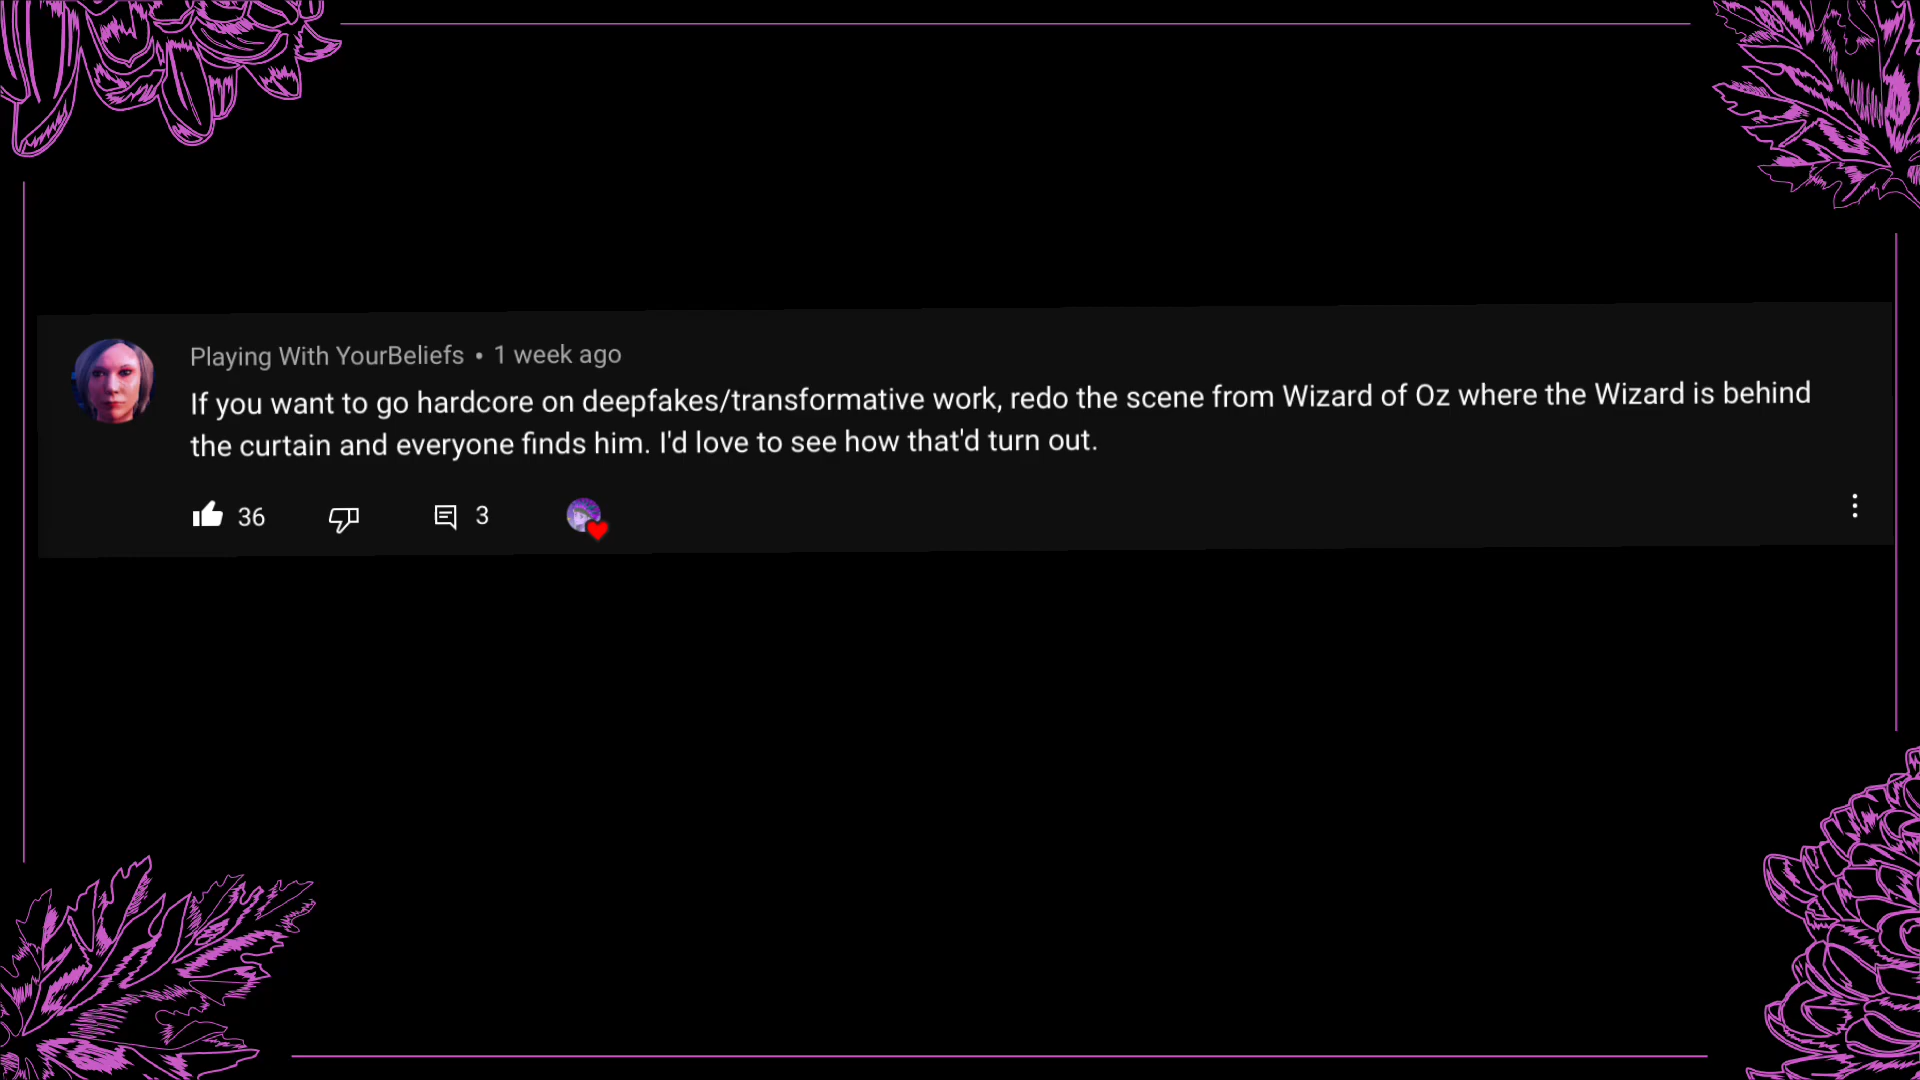 Playing With YourBeliefs • 1 week ago
If you want to go hardcore on deepfakes/transformative work, redo the scene from Wizard of Oz where the Wizard is behind
the curtain and everyone finds him. I'd love to see how that'd turn out.
36 3